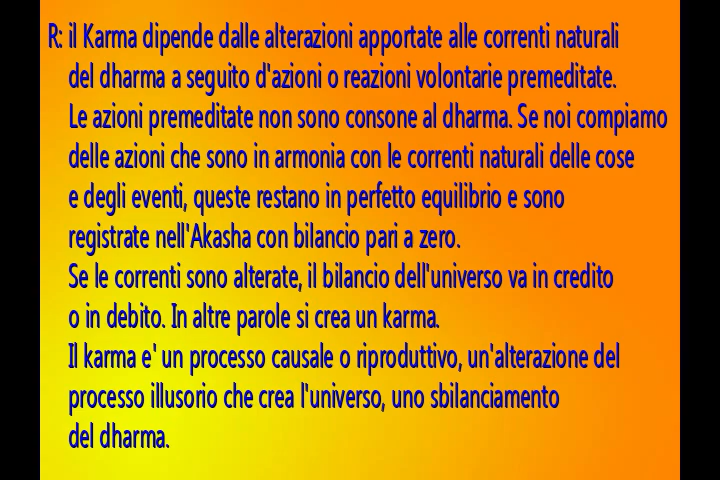 R: il Karma dipende dalle alterazioni apportate alle correnti naturali
del dharma a seguito d'azioni o reazioni volontarie premeditate.
Le azioni premeditate non sono consone al dharma. Se noi compiamo
delle azioni che sono in armonia con le correnti naturali delle cose
e degli eventi, queste restano in perfetto equilibrio e sono
registrate nell'Akasha con bilancio pari a zero.
Se le correnti sono alterate, il bilancio dell'universo va in credito
o in debito. In altre parole si crea un karma.
Il karma e' un processo causale o riproduttivo, un'alterazione del
processo illusorio che crea l'universo, uno sbilanciamento
del dharma.